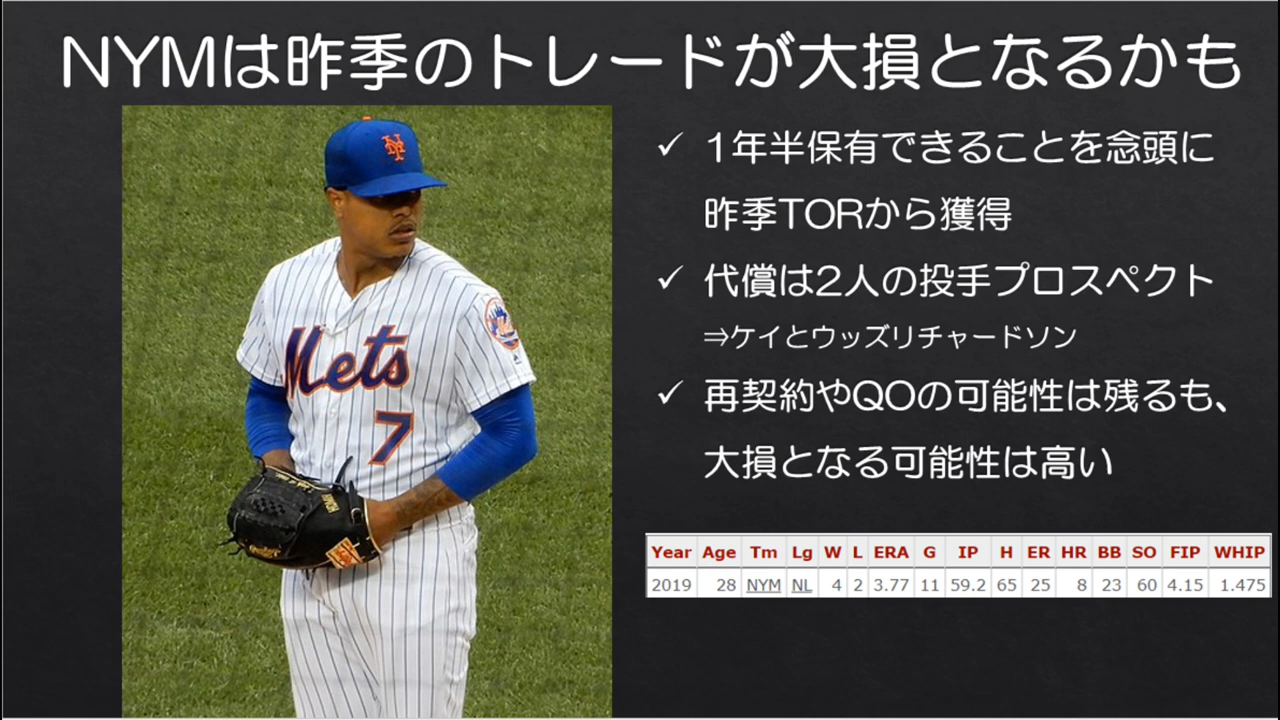 NYMは昨季のトレードが大損となるかも
✓ 1年半保有できることを念頭に
昨季TORから獲得
✓ 代償は2人の投手プロスペクト
⇒ケイとウッズリチャードソン
✓ 再契約やQOの可能性は残るも、
大損となる可能性は高い
Mets
7
Year Age Tm Lg W L ERA G IP H ER HR BB SO FIP WHIP
2019 28 NYM NL 4 2 3.77 11 59.2 65 25 8 23 60 4.15 1.475